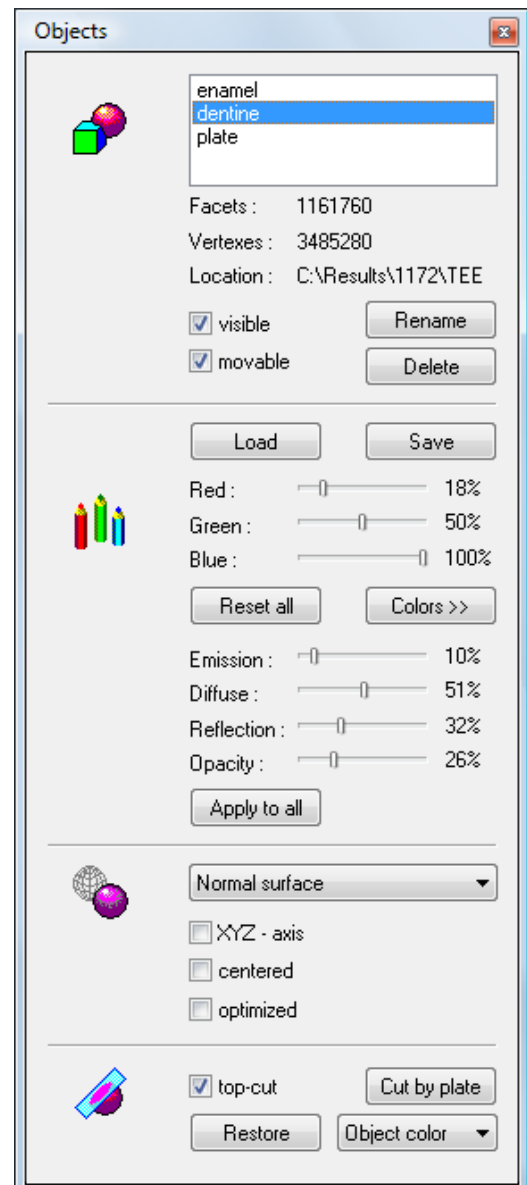 Objects
enamel
dentine
plate
Facets : 1161760
Vertexes : 3485280
Location : C:\Results\1172\TEE
visible Rename
movable Delete
Load Save
Red : 18%
Green : 50%
Blue : 100%
Reset all Colors >>
Emission : 10%
Diffuse : 51%
Reflection : 32%
Opacity : 26%
Apply to all
Normal surface
XYZ - axis
centered
optimized
top-cut Cut by plate
Restore Object color